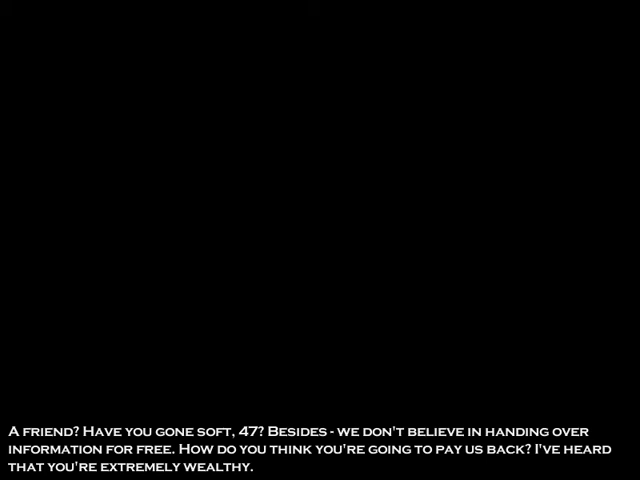 A friend? Have you gone soft, 47? Besides - we don't believe in handing over
information for free. How do you think you're going to pay us back? I've heard
that you're extremely wealthy.